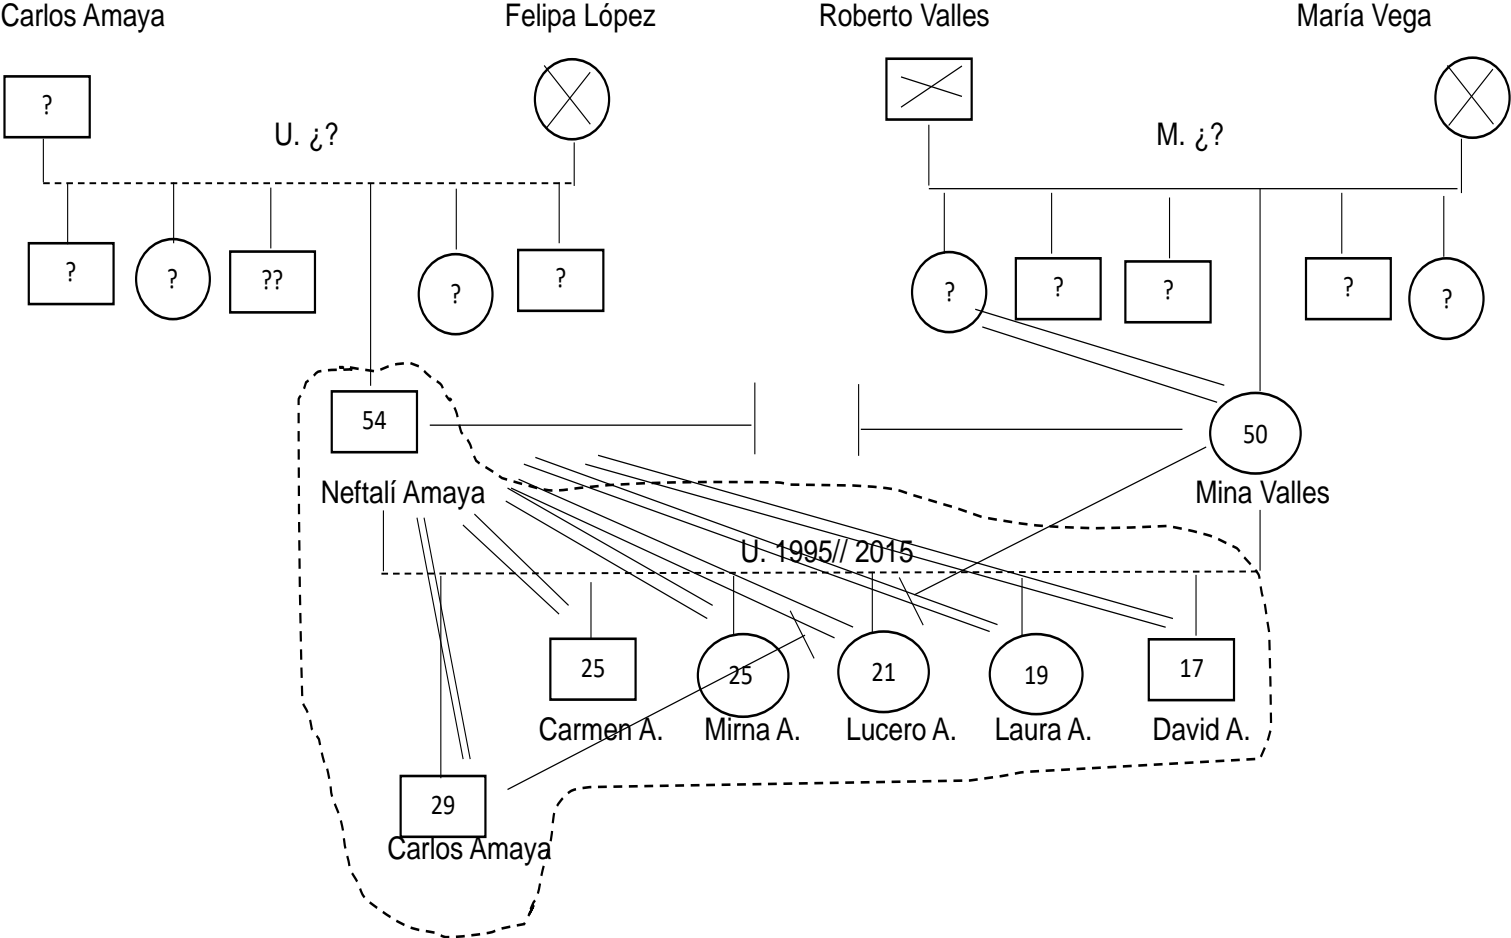 Carlos Amaya
Felipa López
Roberto Valles
María Vega
?
U. ¿?
M. ¿?
?
?
??
?
?
?
?
?
?
?
54
50
Neftalí Amaya
Mina Valles
U. 1995// 2015
25
25
21
19
17
Carmen A.
Mirna A.
Lucero A.
Laura A.
David A.
29
Carlos Amaya